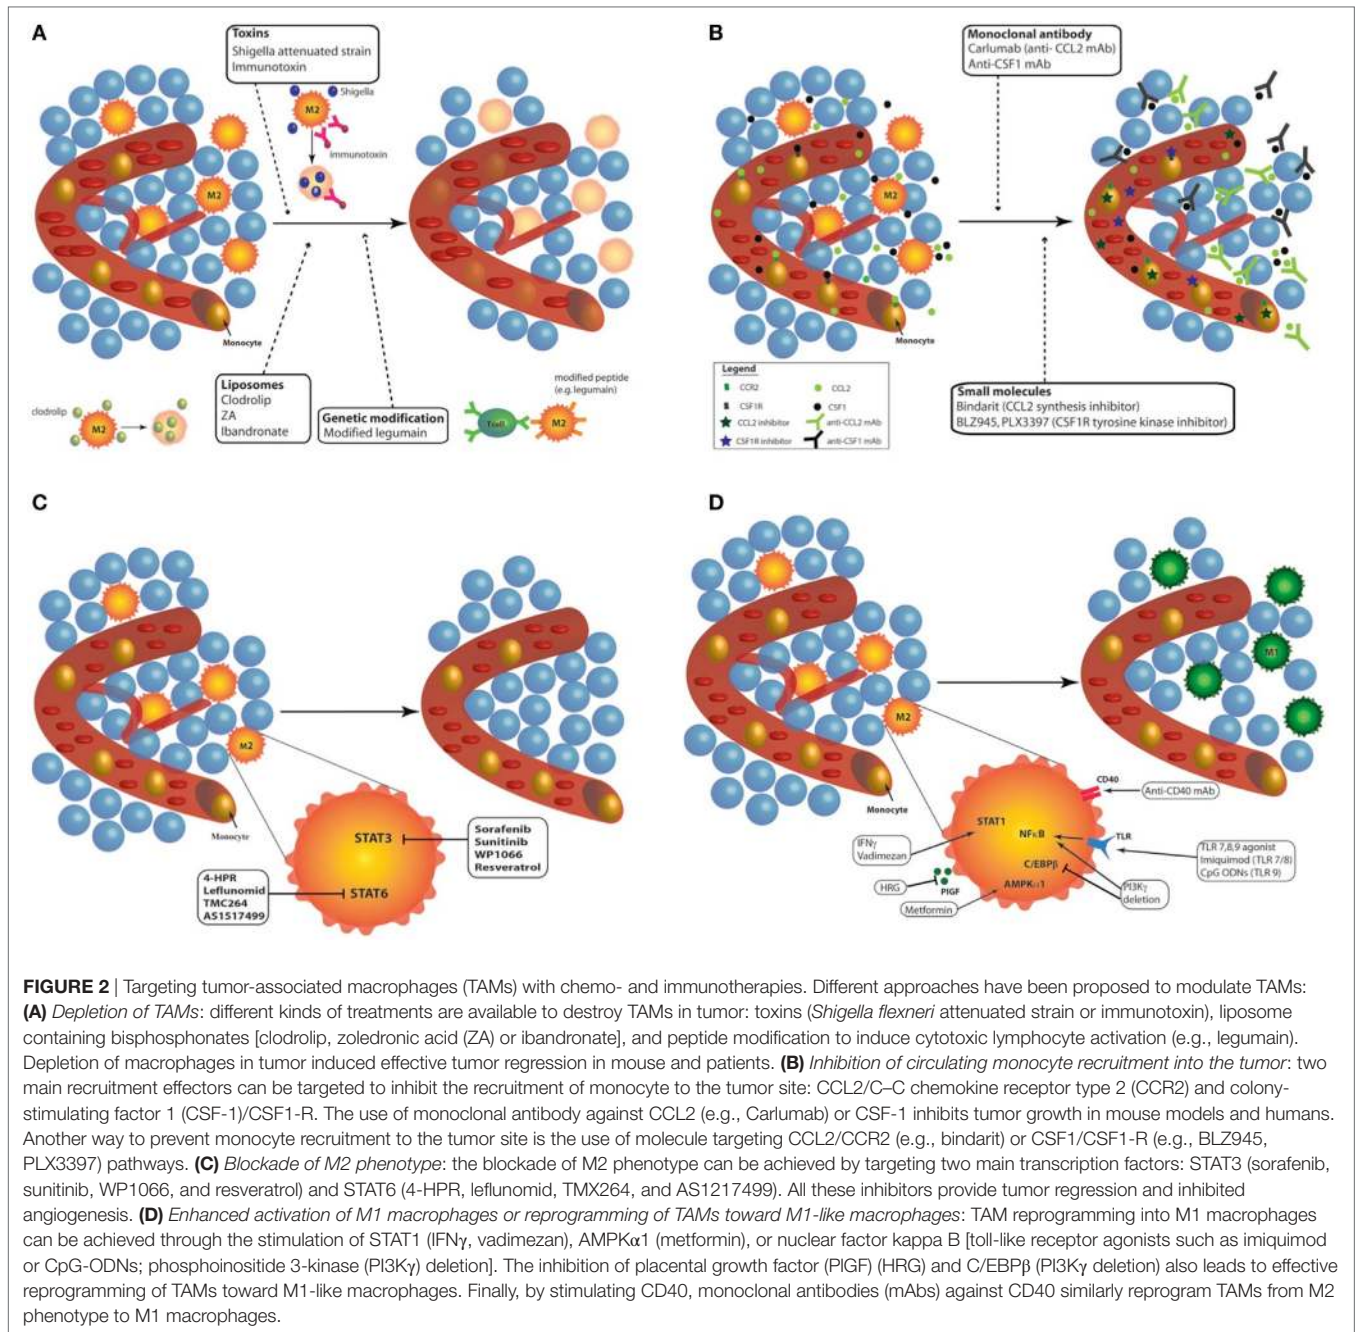 A
Toxins
Shigella attenuated strain
Immunotoxin
Shigella
M2
immunotoxin
M2
Monocyte
Liposomes
Clodrolip
ZA
Ibandronate
Genetic modification
Modified legumain
clodrolip
M2
modified peptide
(e.g. legumain)
Tcell
M2
B
Monoclonal antibody
Carlumab (anti- CCL2 mAb)
Anti-CSF1 mAb
M2
Monocyte
Legend
CCR2
CCL2
CSF1R
CSF1
CCL2 inhibitor
anti-CCL2 mAb
CSF1R inhibitor
anti-CSF1 mAb
Small molecules
Bindarit (CCL2 synthesis inhibitor)
BLZ945, PLX3397 (CSF1R tyrosine kinase inhibitor)
C
M2
Monocyte
STAT3
Sorafenib
Sunitinib
WP1066
Resveratrol
4-HPR
Leflunomid
TMC264
AS1517499
STAT6
D
M1
M2
Monocyte
CD40
Anti-CD40 mAb
STAT1
NFκB
TLR
IFNγ
Vadimezan
TLR 7,8,9 agonist
Imiquimod (TLR 7/8)
CpG ODNs (TLR 9)
C/EBPβ
HRG
PIGF
AMPKα1
PI3Kγ
deletion
Metformin
FIGURE 2 | Targeting tumor-associated macrophages (TAMs) with chemo- and immunotherapies. Different approaches have been proposed to modulate TAMs:
(A) Depletion of TAMs: different kinds of treatments are available to destroy TAMs in tumor: toxins (Shigella flexneri attenuated strain or immunotoxin), liposome
containing bisphosphonates [clodrolip, zoledronic acid (ZA) or ibandronate], and peptide modification to induce cytotoxic lymphocyte activation (e.g., legumain).
Depletion of macrophages in tumor induced effective tumor regression in mouse and patients. (B) Inhibition of circulating monocyte recruitment into the tumor: two
main recruitment effectors can be targeted to inhibit the recruitment of monocyte to the tumor site: CCL2/C–C chemokine receptor type 2 (CCR2) and colony-
stimulating factor 1 (CSF-1)/CSF1-R. The use of monoclonal antibody against CCL2 (e.g., Carlumab) or CSF-1 inhibits tumor growth in mouse models and humans.
Another way to prevent monocyte recruitment to the tumor site is the use of molecule targeting CCL2/CCR2 (e.g., bindarit) or CSF1/CSF1-R (e.g., BLZ945,
PLX3397) pathways. (C) Blockade of M2 phenotype: the blockade of M2 phenotype can be achieved by targeting two main transcription factors: STAT3 (sorafenib,
sunitinib, WP1066, and resveratrol) and STAT6 (4-HPR, leflunomid, TMX264, and AS1217499). All these inhibitors provide tumor regression and inhibited
angiogenesis. (D) Enhanced activation of M1 macrophages or reprogramming of TAMs toward M1-like macrophages: TAM reprogramming into M1 macrophages
can be achieved through the stimulation of STAT1 (IFNγ, vadimezan), AMPKα1 (metformin), or nuclear factor kappa B [toll-like receptor agonists such as imiquimod
or CpG-ODNs; phosphoinositide 3-kinase (PI3Kγ) deletion]. The inhibition of placental growth factor (PIGF) (HRG) and C/EBPβ (PI3Kγ deletion) also leads to effective
reprogramming of TAMs toward M1-like macrophages. Finally, by stimulating CD40, monoclonal antibodies (mAbs) against CD40 similarly reprogram TAMs from M2
phenotype to M1 macrophages.